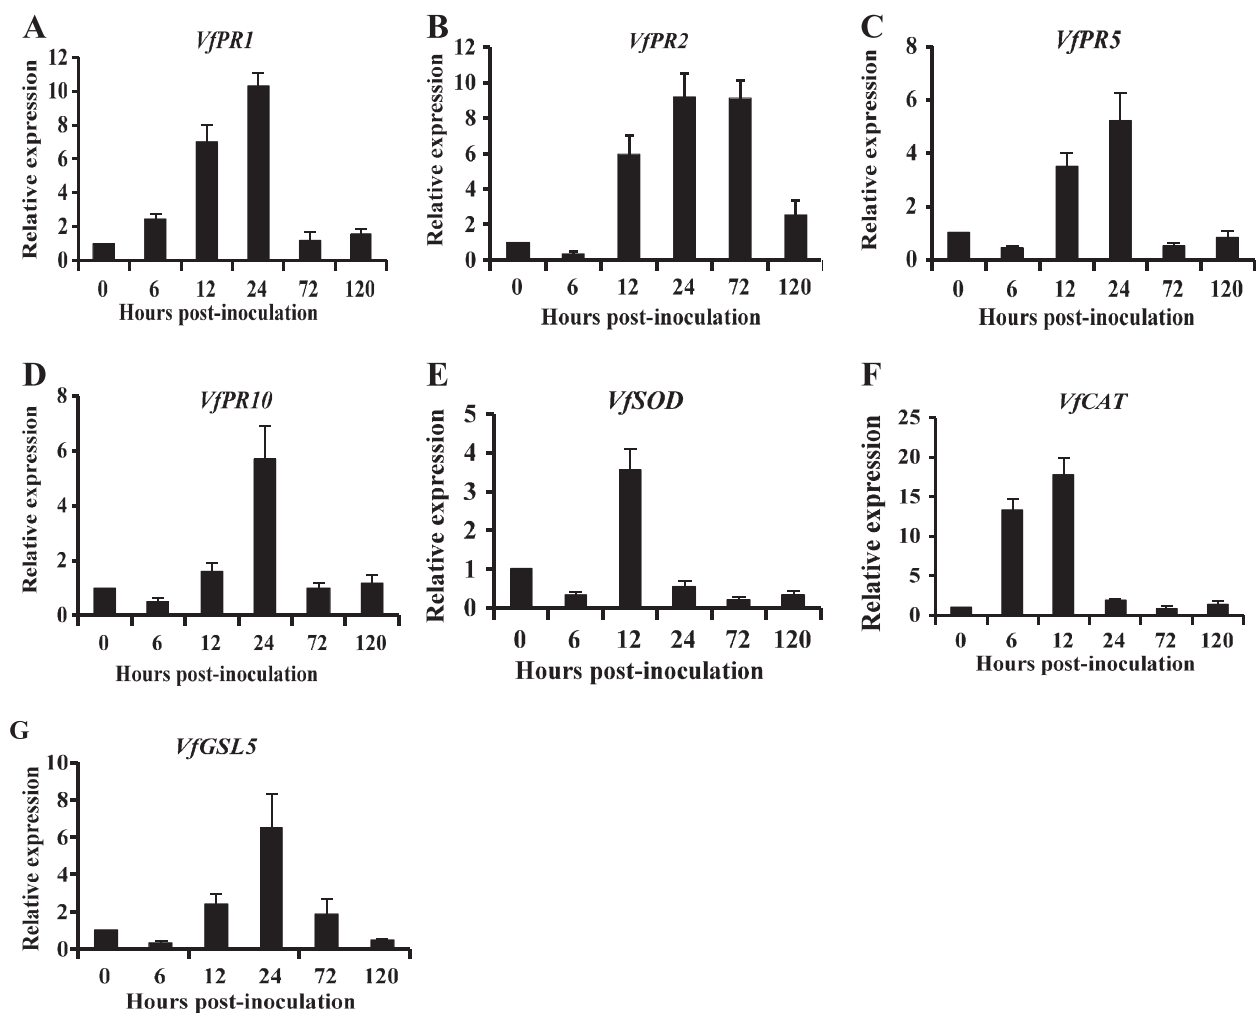 A
VfPR1
Relative expression
12
10
8
6
4
2
0
0 6 12 24 72 120
Hours post-inoculation
B
VfPR2
Relative expression
12
10
8
6
4
2
0
0 6 12 24 72 120
Hours post-inoculation
C
VfPR5
Relative expression
8
6
4
2
0
0 6 12 24 72 120
Hours post-inoculation
D
VfPR10
Relative expression
8
6
4
2
0
0 6 12 24 72 120
Hours post-inoculation
E
VfSOD
Relative expression
5
4
3
2
1
0
0 6 12 24 72 120
Hours post-inoculation
F
VfCAT
Relative expression
25
20
15
10
5
0
0 6 12 24 72 120
Hours post-inoculation
G
VfGSL5
Relative expression
10
8
6
4
2
0
0 6 12 24 72 120
Hours post-inoculation